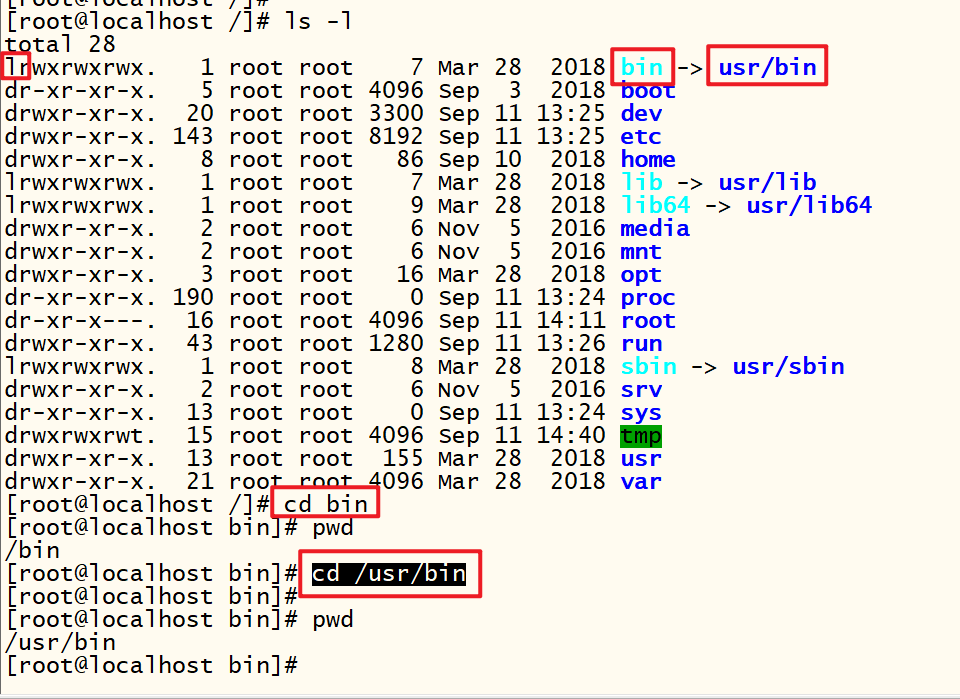 [root@localhost /]#
[root@localhost /]# ls -l
total 28
lrwxrwxrwx.   1 root root    7 Mar 28  2018 bin -> usr/bin
dr-xr-xr-x.   5 root root 4096 Sep  3  2018 boot
drwxr-xr-x.  20 root root 3300 Sep 11 13:25 dev
drwxr-xr-x. 143 root root 8192 Sep 11 13:25 etc
drwxr-xr-x.   8 root root   86 Sep 10  2018 home
lrwxrwxrwx.   1 root root    7 Mar 28  2018 lib -> usr/lib
lrwxrwxrwx.   1 root root    9 Mar 28  2018 lib64 -> usr/lib64
drwxr-xr-x.   2 root root    6 Nov  5  2016 media
drwxr-xr-x.   2 root root    6 Nov  5  2016 mnt
drwxr-xr-x.   3 root root   16 Mar 28  2018 opt
dr-xr-xr-x. 190 root root    0 Sep 11 13:24 proc
dr-xr-x---.  16 root root 4096 Sep 11 14:11 root
drwxr-xr-x.  43 root root 1280 Sep 11 13:26 run
lrwxrwxrwx.   1 root root    8 Mar 28  2018 sbin -> usr/sbin
drwxr-xr-x.   2 root root    6 Nov  5  2016 srv
dr-xr-xr-x.  13 root root    0 Sep 11 13:24 sys
drwxrwxrwt.  15 root root 4096 Sep 11 14:40 tmp
drwxr-xr-x.  13 root root  155 Mar 28  2018 usr
drwxr-xr-x.  21 root root 4096 Mar 28  2018 var
[root@localhost /]# cd bin
[root@localhost bin]# pwd
/bin
[root@localhost bin]# cd /usr/bin
[root@localhost bin]#
[root@localhost bin]# pwd
/usr/bin
[root@localhost bin]#